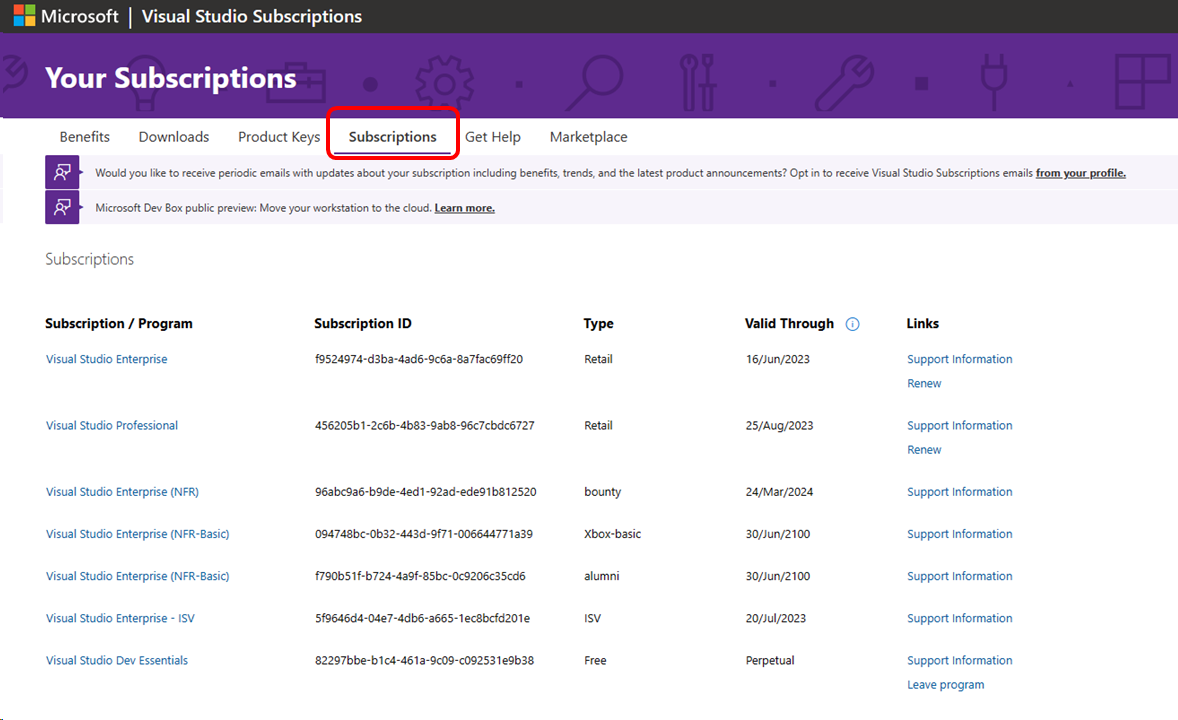 Microsoft | Visual Studio Subscriptions
Your Subscriptions
Benefits Downloads Product Keys Subscriptions Get Help Marketplace
Would you like to receive periodic emails with updates about your subscription including benefits, trends, and the latest product announcements? Opt in to receive Visual Studio Subscriptions emails from your profile.
Microsoft Dev Box public preview: Move your workstation to the cloud. Learn more.
Subscriptions
Subscription / Program Subscription ID Type Valid Through Links
Visual Studio Enterprise f9524974-d3ba-4ad6-9c6a-8a7fac69ff20 Retail 16/Jun/2023 Support Information
Renew
Visual Studio Professional 456205b1-2c6b-4b83-9ab8-96c7cbdc6727 Retail 25/Aug/2023 Support Information
Renew
Visual Studio Enterprise (NFR) 96abc9a6-b9de-4ed1-92ad-ede91b812520 bounty 24/Mar/2024 Support Information
Visual Studio Enterprise (NFR-Basic) 094748bc-0b32-443d-9f71-006644771a39 Xbox-basic 30/Jun/2100 Support Information
Visual Studio Enterprise (NFR-Basic) f790b51f-b724-4a9f-85bc-0c9206c35cd6 alumni 30/Jun/2100 Support Information
Visual Studio Enterprise - ISV 5f9646d4-04e7-4db6-a665-1ec8bcfd201e ISV 20/Jul/2023 Support Information
Visual Studio Dev Essentials 82297bbe-b1c4-461a-9c09-c092531e9b38 Free Perpetual Support Information
Leave program